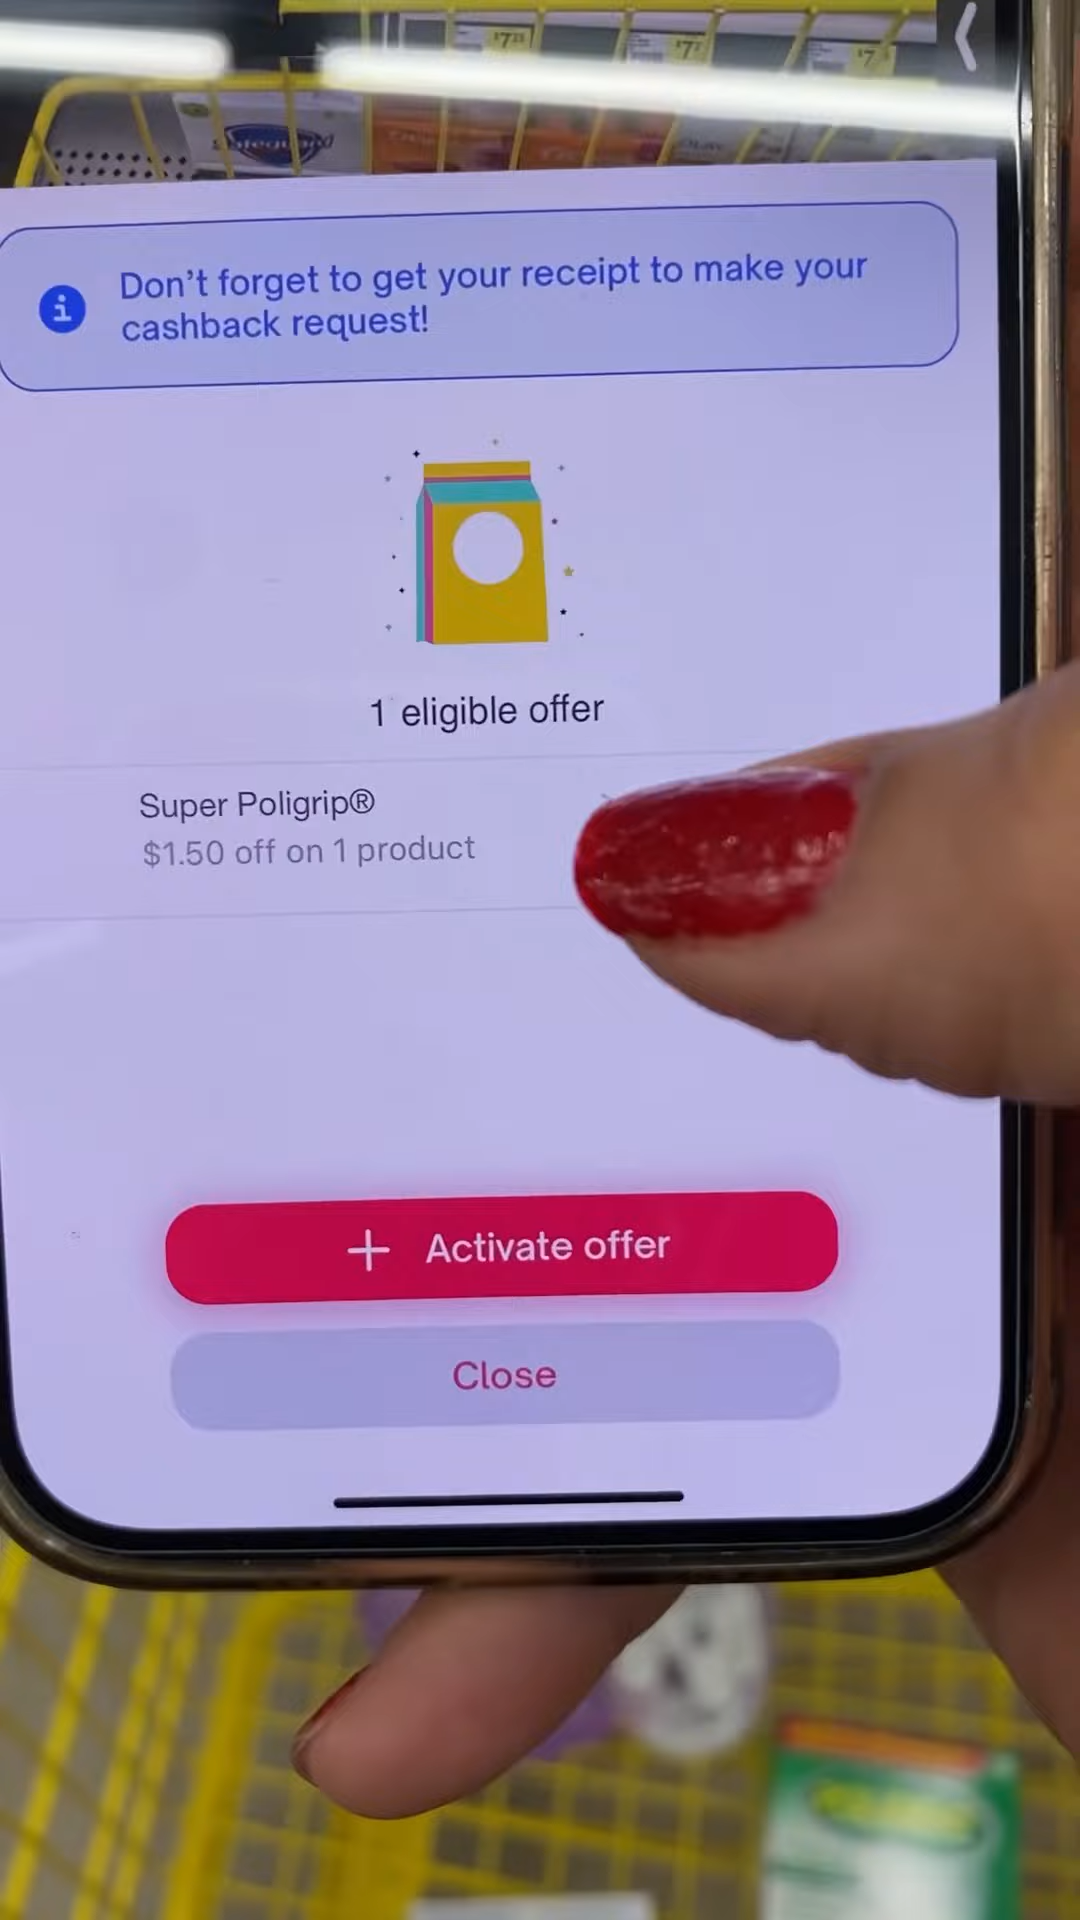 Safeguard
Don't forget to get your receipt to make your
cashback request!
1 eligible offer
Super Poligrip®
$1.50 off on 1 product
+ Activate offer
Close